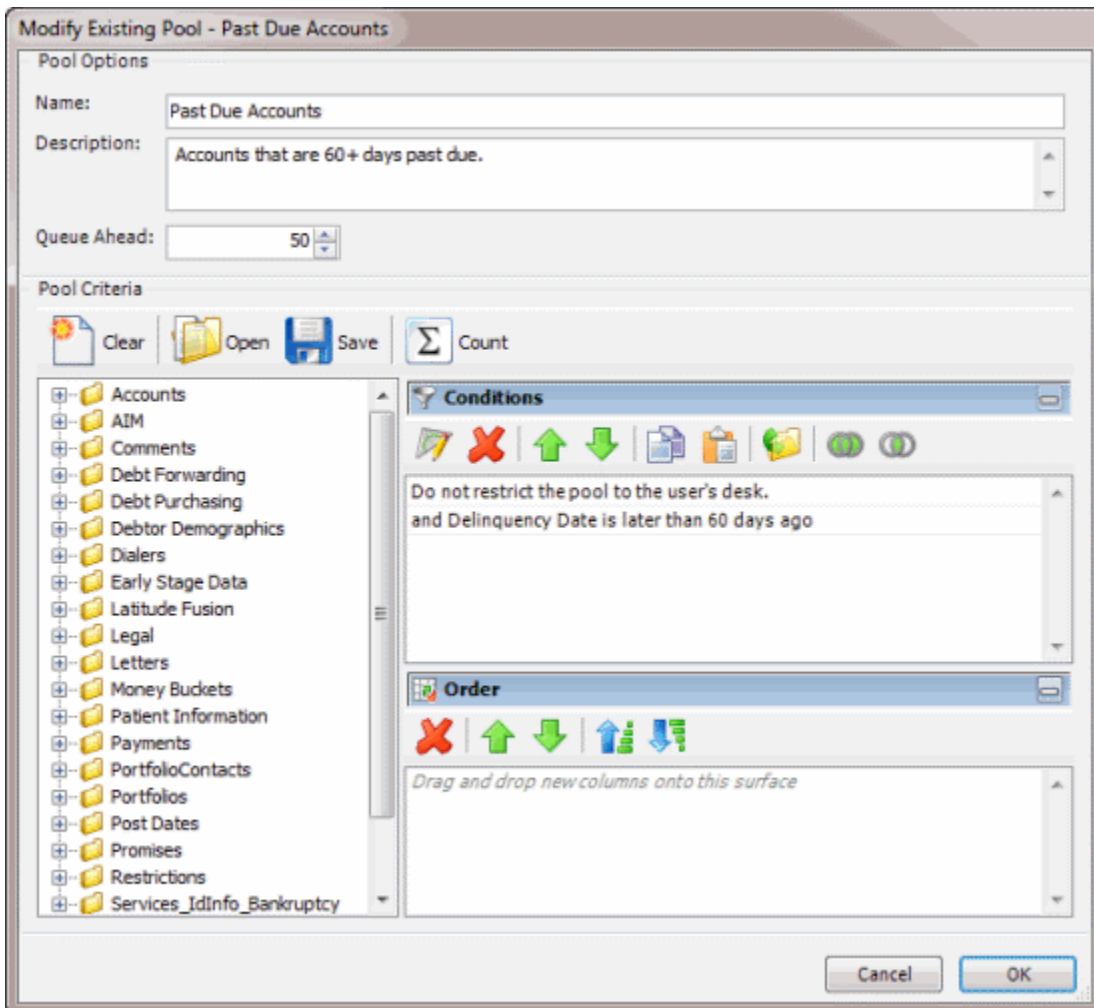 Modify Existing Pool - Past Due Accounts
Pool Options
Name:
Past Due Accounts
Description:
Accounts that are 60+ days past due.
Queue Ahead:
50
Pool Criteria
Clear
Open
Save
Σ Count
Accounts
AIM
Comments
Debt Forwarding
Debt Purchasing
Debtor Demographics
Dialers
Early Stage Data
Latitude Fusion
Legal
Letters
Money Buckets
Patient Information
Payments
PortfolioContacts
Portfolios
Post Dates
Promises
Restrictions
Services_IdInfo_Bankruptcy
Conditions
Do not restrict the pool to the user's desk.
and Delinquency Date is later than 60 days ago
Order
Drag and drop new columns onto this surface
Cancel
OK